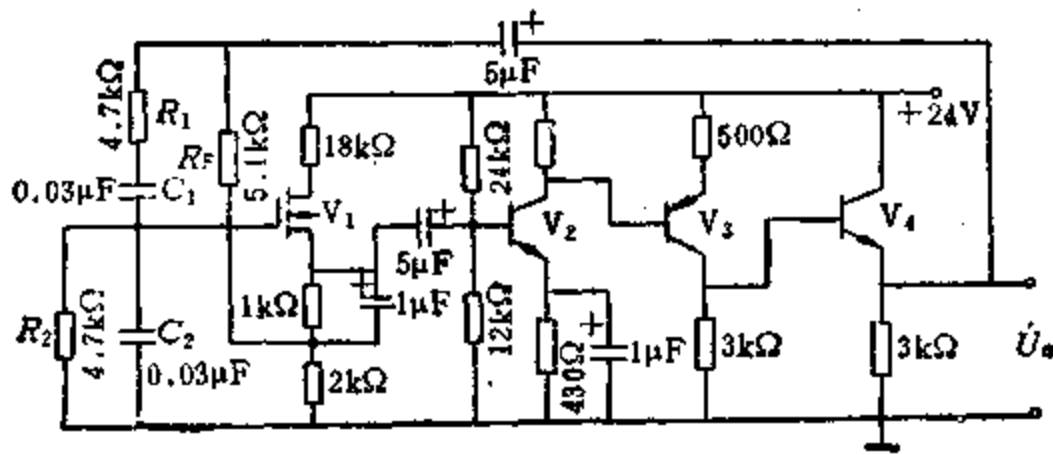 5μF
4.7kΩ
R₁
R_F
5.1kΩ
18kΩ
24kΩ
500Ω
+24V
0.03μF
C₁
V₁
5μF
V₂
V₃
V₄
R₂
4.7kΩ
C₂
0.03μF
1kΩ
1μF
2kΩ
12kΩ
430Ω
1μF
3kΩ
3kΩ
U̇ₒ